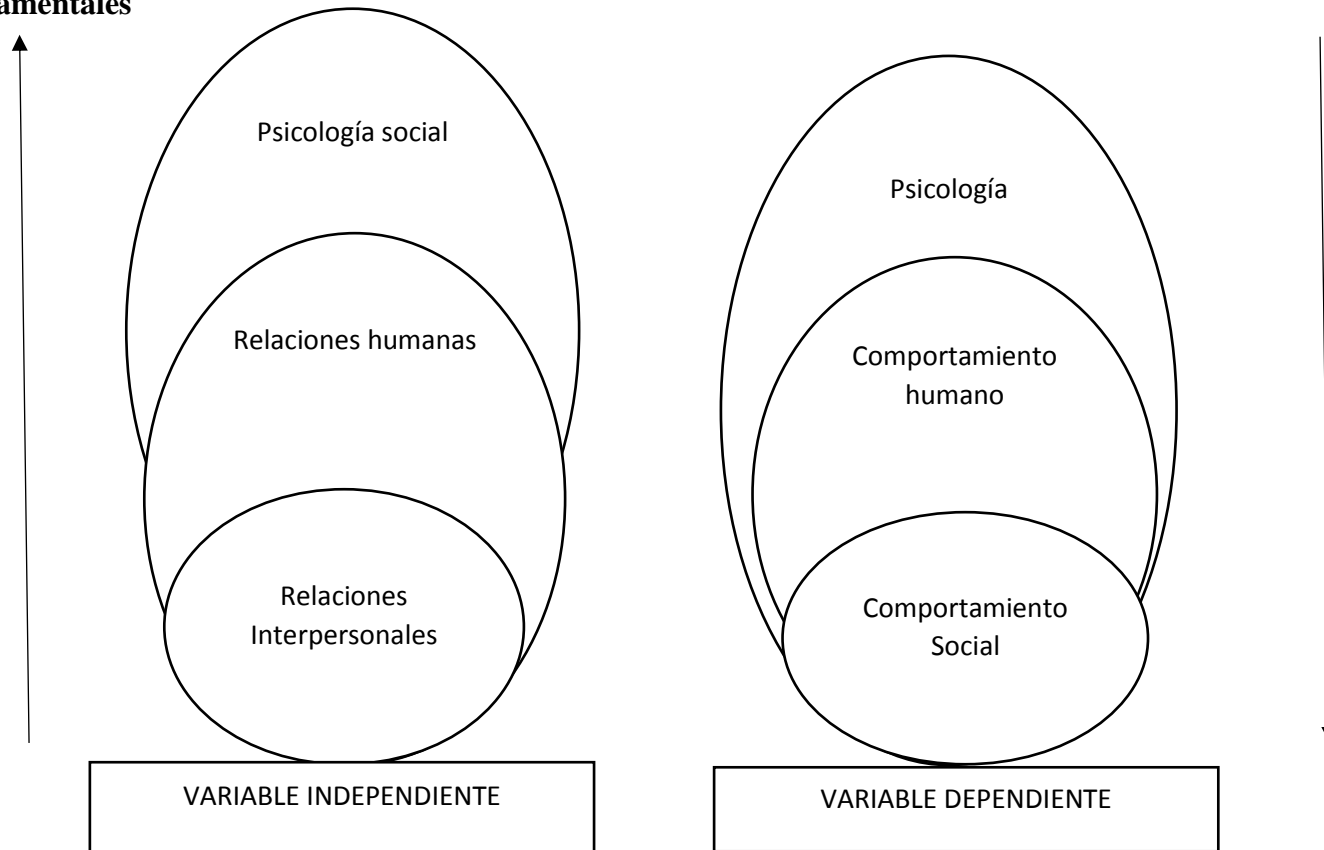 amentales
Psicología social
Relaciones humanas
Relaciones
Interpersonales
VARIABLE INDEPENDIENTE
Psicología
Comportamiento
humano
Comportamiento
Social
VARIABLE DEPENDIENTE